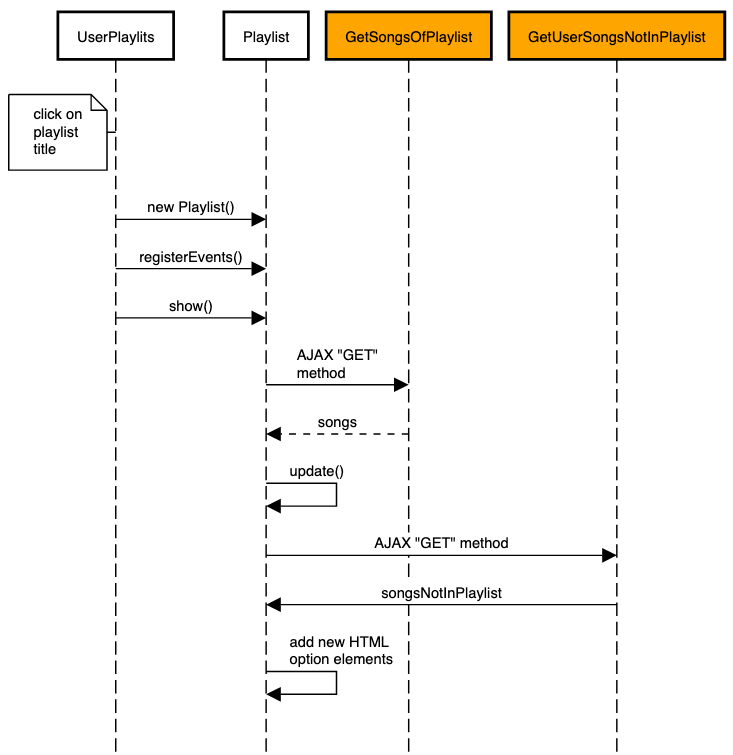 UserPlaylits
Playlist
GetSongsOfPlaylist
GetUserSongsNotInPlaylist
click on
playlist
title
new Playlist()
registerEvents()
show()
AJAX "GET"
method
songs
update()
AJAX "GET" method
songsNotInPlaylist
add new HTML
option elements